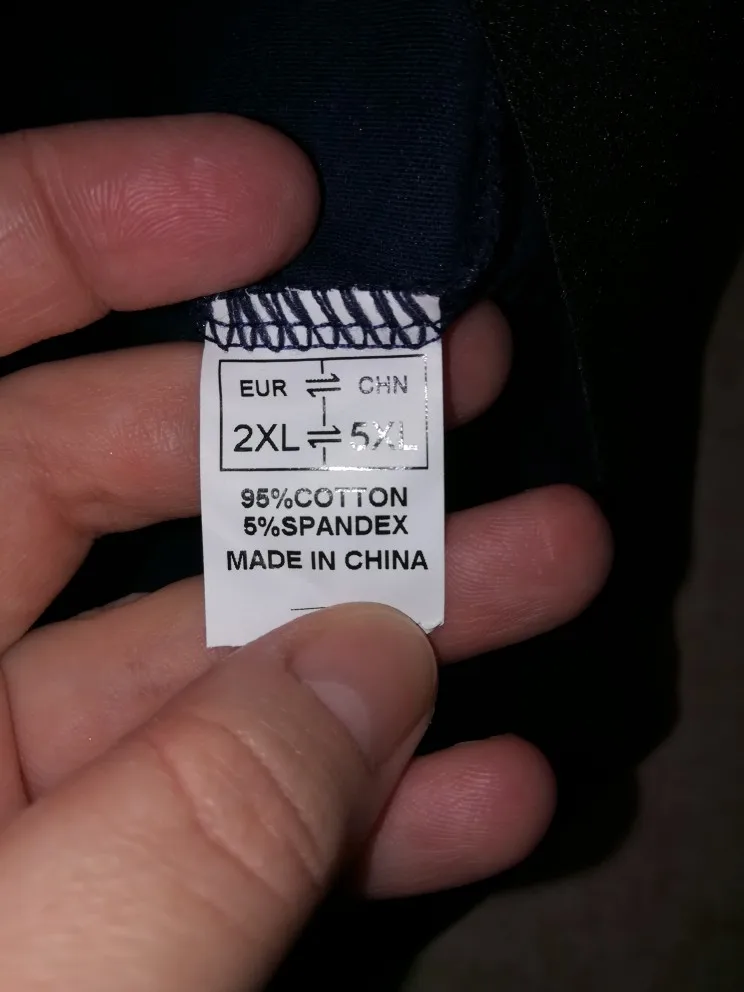 EUR ⇌ CHN
2XL ⇌ 5XL
95%COTTON
5%SPANDEX
MADE IN CHINA